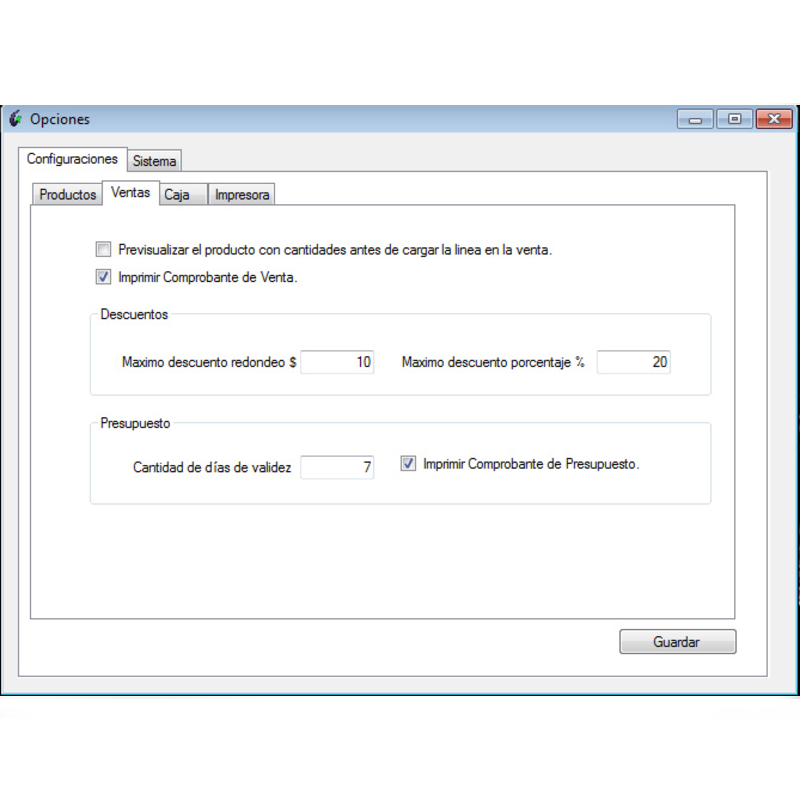 Opciones
Configuraciones Sistema
Productos Ventas Caja Impresora
Previsualizar el producto con cantidades antes de cargar la linea en la venta.
Imprimir Comprobante de Venta.
Descuentos
Maximo descuento redondeo $ 10 Maximo descuento porcentaje % 20
Presupuesto
Cantidad de días de validez 7 Imprimir Comprobante de Presupuesto.
Guardar